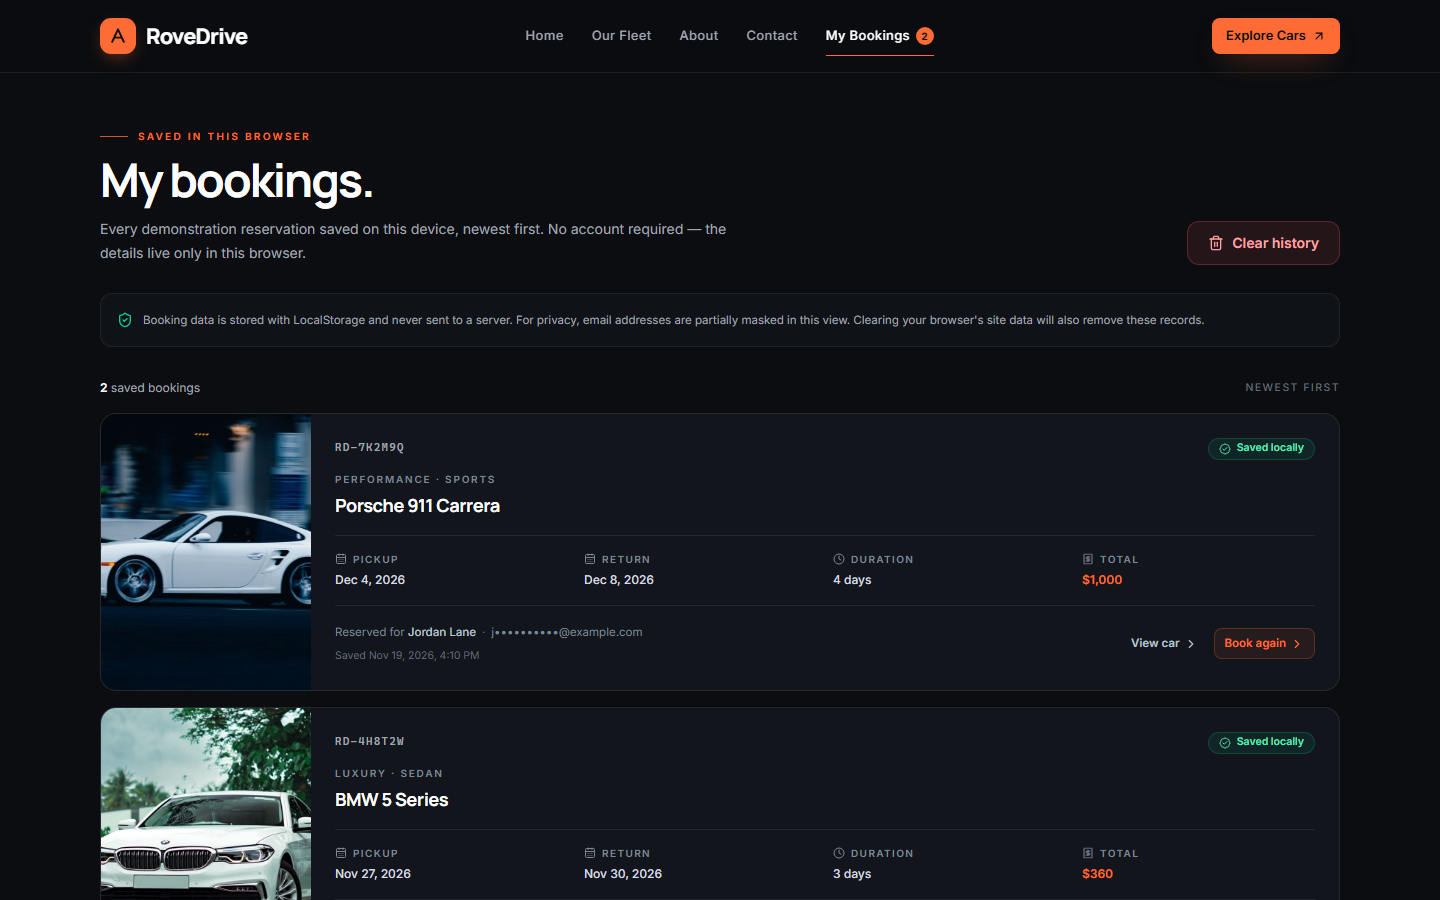 RoveDrive
Home
Our Fleet
About
Contact
My Bookings 2
Explore Cars
SAVED IN THIS BROWSER
My bookings.
Every demonstration reservation saved on this device, newest first. No account required — the
details live only in this browser.
Clear history
Booking data is stored with LocalStorage and never sent to a server. For privacy, email addresses are partially masked in this view. Clearing your browser's site data will also remove these records.
2 saved bookings
NEWEST FIRST
RD-7K2M9Q
Saved locally
PERFORMANCE · SPORTS
Porsche 911 Carrera
PICKUP
Dec 4, 2026
RETURN
Dec 8, 2026
DURATION
4 days
TOTAL
$1,000
Reserved for Jordan Lane · j••••••••••@example.com
Saved Nov 19, 2026, 4:10 PM
View car
Book again
RD-4H8T2W
Saved locally
LUXURY · SEDAN
BMW 5 Series
PICKUP
Nov 27, 2026
RETURN
Nov 30, 2026
DURATION
3 days
TOTAL
$360